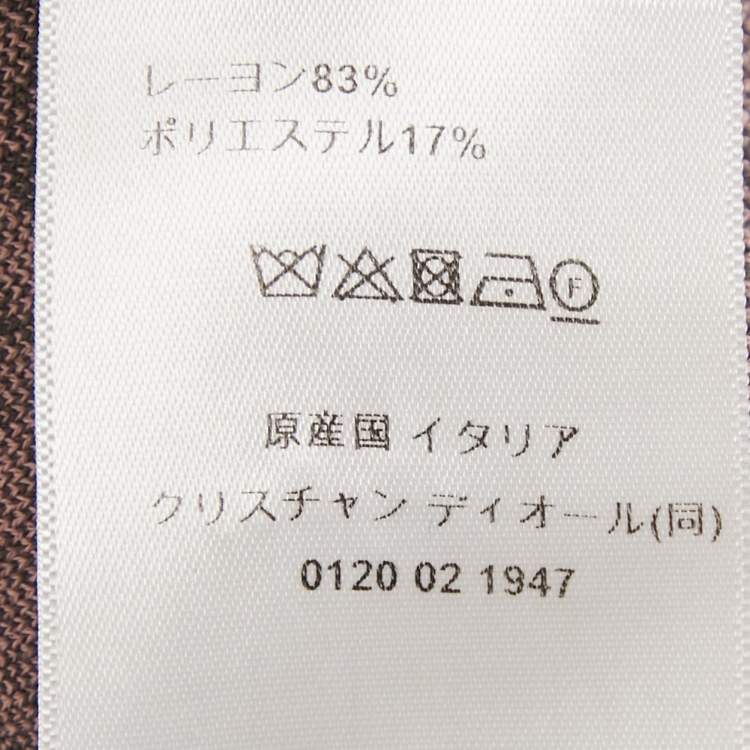 レーヨン83%
ポリエステル17%
F
原産国 イタリア
クリスチャン ディオール(同)
0120 02 1947